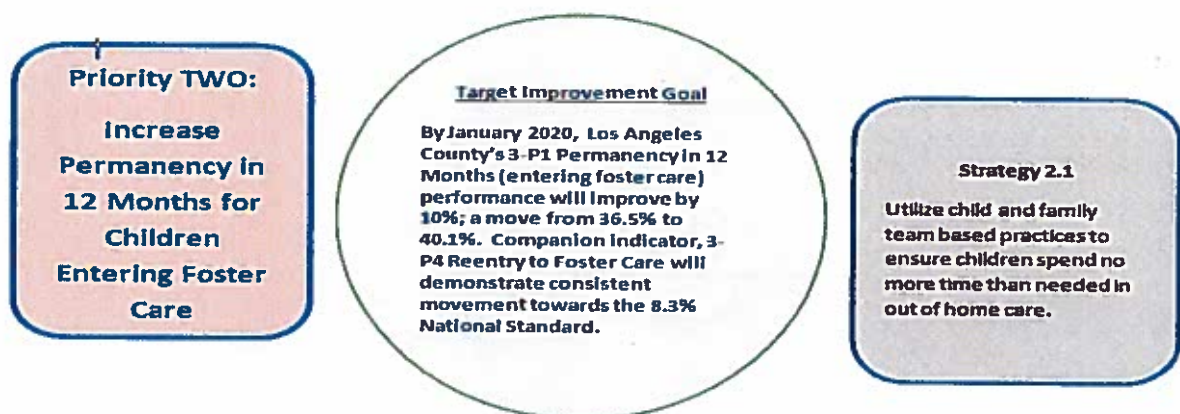 Priority TWO:
Increase
Permanency in
12 Months for
Children
Entering Foster
Care
Target Improvement Goal
By January 2020, Los Angeles
County's 3-P1 Permanency in 12
Months (entering foster care)
performance will improve by
10%; a move from 36.5% to
40.1%. Companion indicator, 3-
P4 Reentry to Foster Care will
demonstrate consistent
movement towards the 8.3%
National Standard.
Strategy 2.1
Utilize child and family
team based practices to
ensure children spend no
more time than needed in
out of home care.